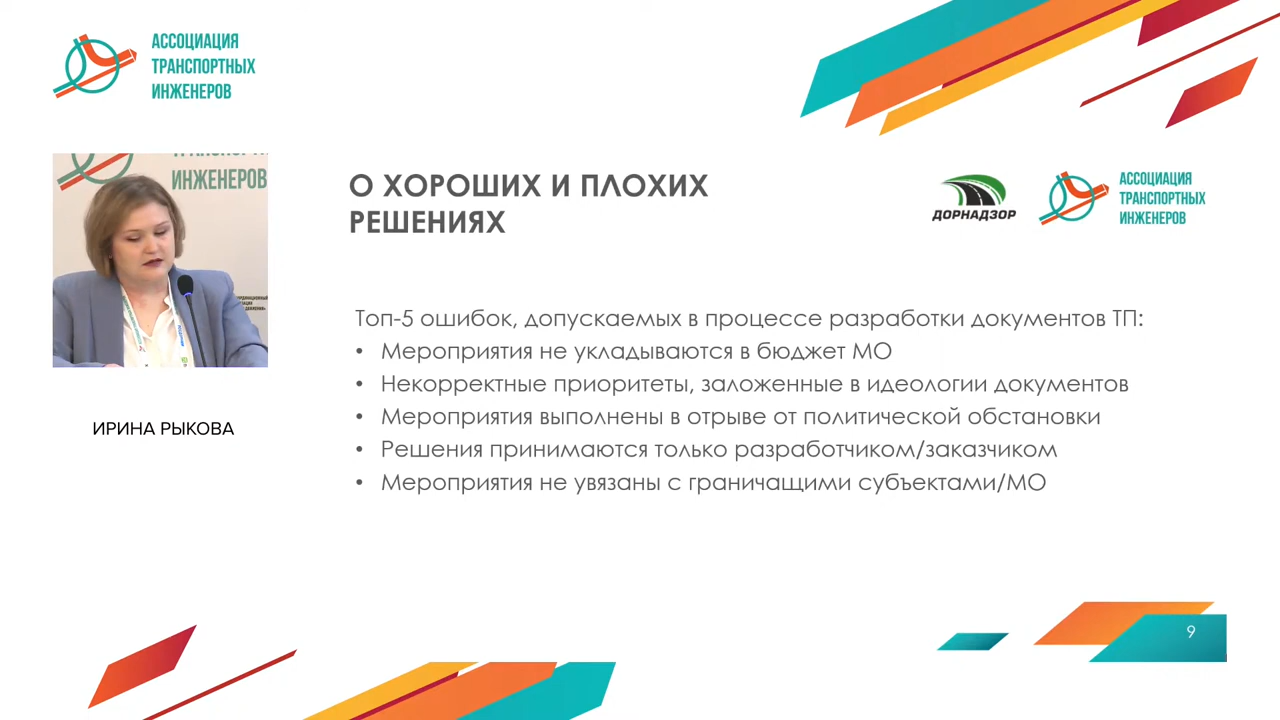 АССОЦИАЦИЯ
ТРАНСПОРТНЫХ
ИНЖЕНЕРОВ
ИНЖЕНЕРОВ
ИРИНА РЫКОВА
О ХОРОШИХ И ПЛОХИХ
РЕШЕНИЯХ
ДОРНАДЗОР
АССОЦИАЦИЯ
ТРАНСПОРТНЫХ
ИНЖЕНЕРОВ
Топ-5 ошибок, допускаемых в процессе разработки документов ТП:
• Мероприятия не укладываются в бюджет МО
• Некорректные приоритеты, заложенные в идеологии документов
• Мероприятия выполнены в отрыве от политической обстановки
• Решения принимаются только разработчиком/заказчиком
• Мероприятия не увязаны с граничащими субъектами/МО
9